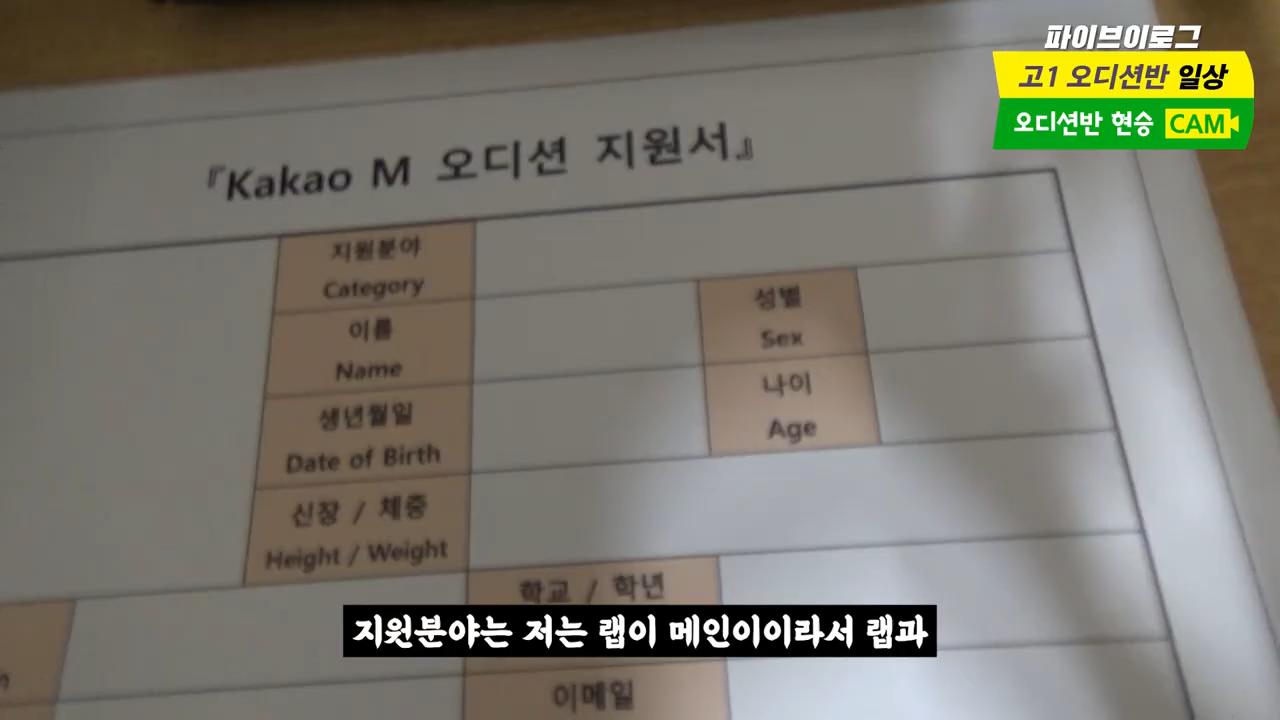 파이브이로그
고1 오디션반 일상
오디션반 현승 CAM
『Kakao M 오디션 지원서』
지원분야
Category
이름
Name
성별
Sex
생년월일
Date of Birth
나이
Age
신장 / 체중
Height / Weight
학교 / 학년
지원분야는 저는 랩이 메인이이라서 랩과
이메일